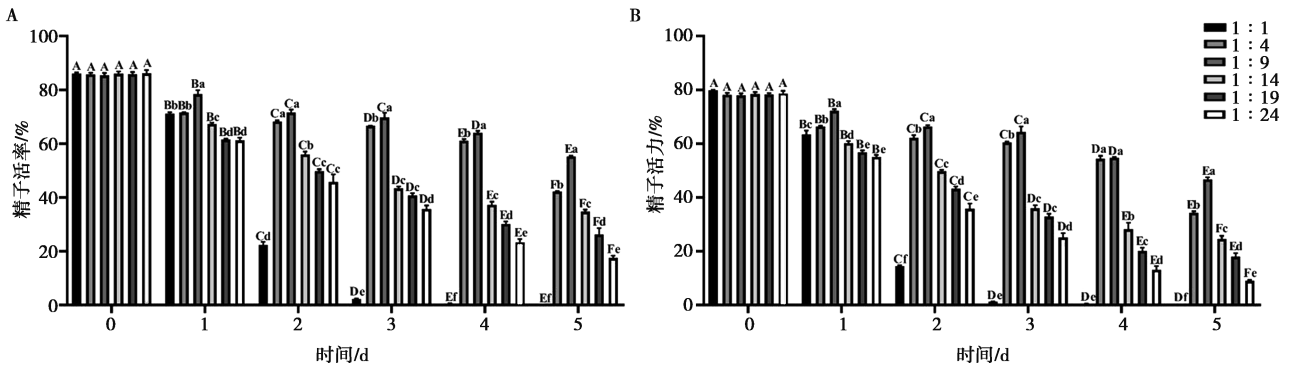 A
精子活率/%
100
80
60
40
20
0
A A A A A A
Bb Bb Ba Bc Bd Bd
Cd Ca Ca Cb Cc Cc
De Db Ca Dc Dc Dd
Ef Eb Da Ec Ed Ee
Ef Fb Ea Fc Fd Fe
0 1 2 3 4 5
时间/d
B
精子活力/%
100
80
60
40
20
0
A A A A A A
Bc Bb Ba Bd Be Be
Cf Cb Ca Cc Cd Ce
De Cb Ca Dc Dc Dd
De Da Da Eb Ec Ed
Df Eb Ea Fc Ed Fe
0 1 2 3 4 5
时间/d
1 : 1
1 : 4
1 : 9
1 : 14
1 : 19
1 : 24